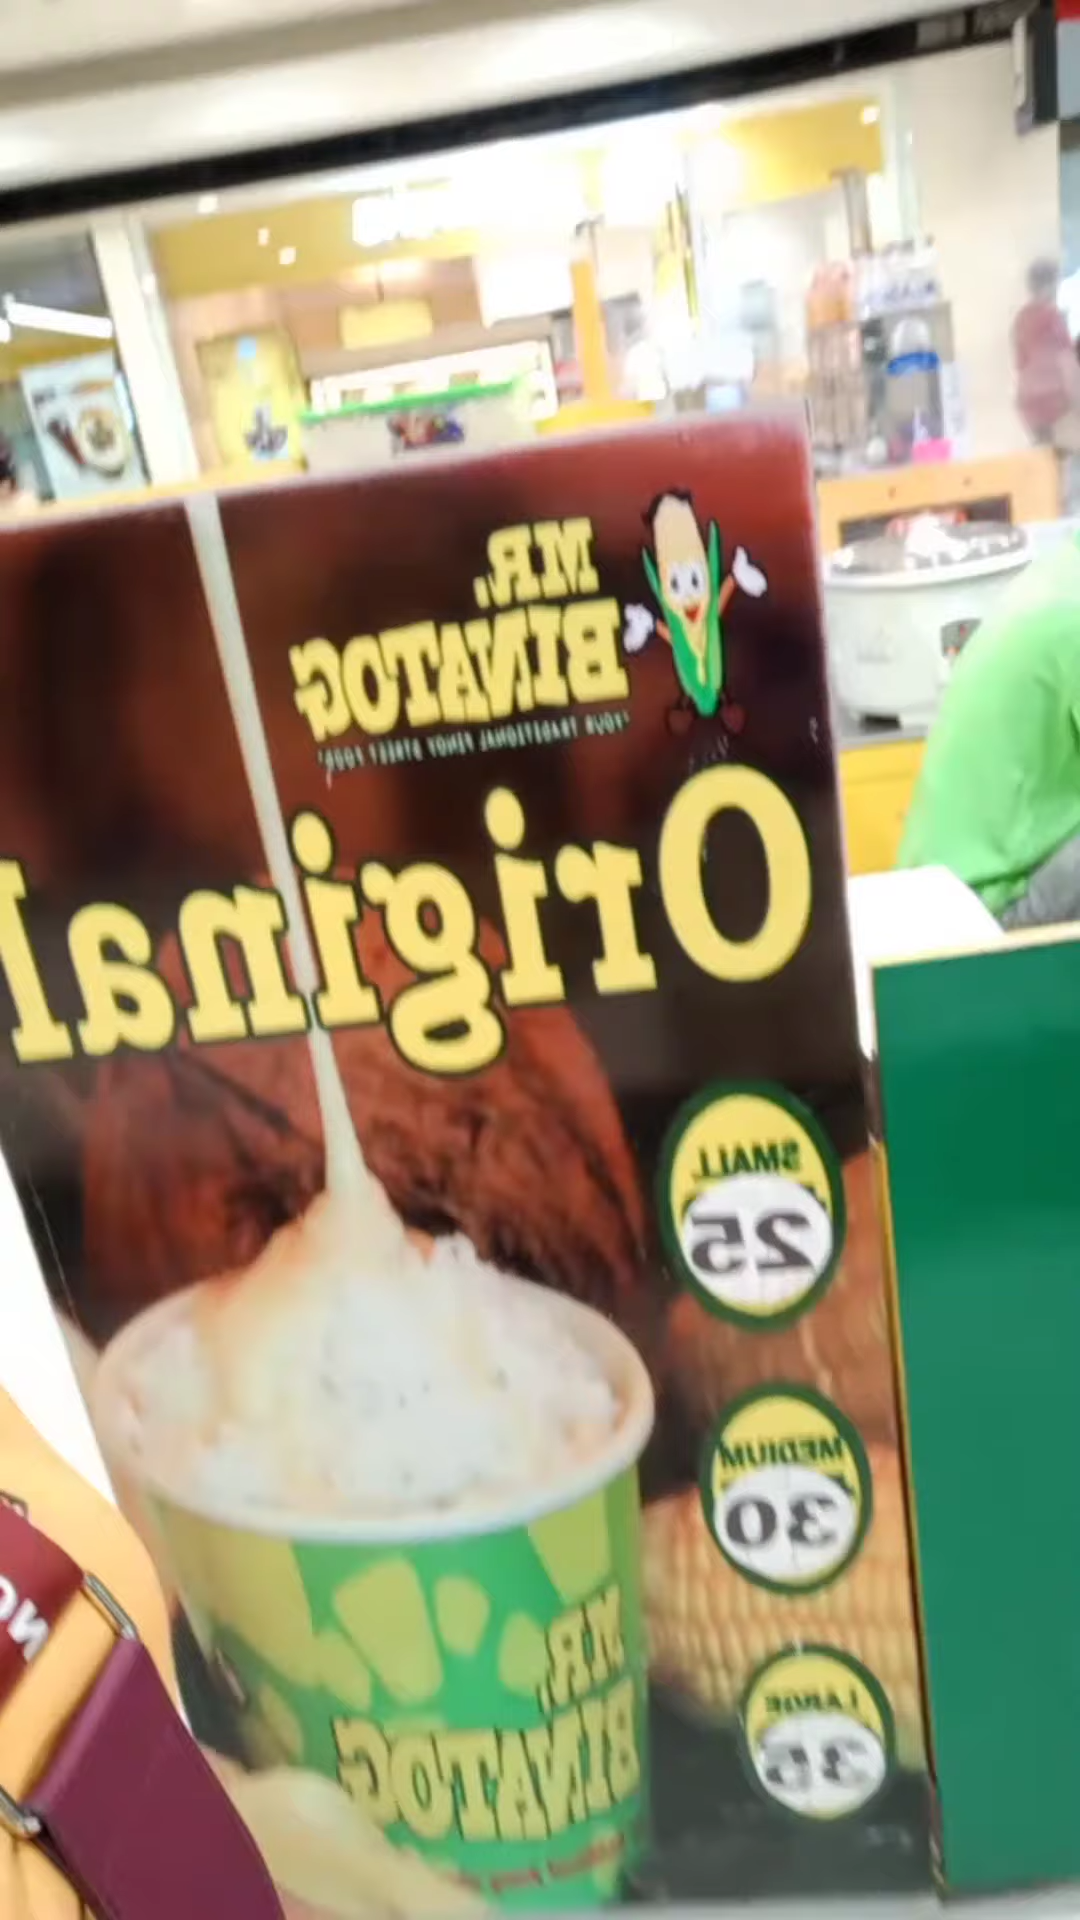 MR.
BINATOG
"YOUR TRADITIONAL PINOY STREET FOOD"
Original
SMALL
25
MEDIUM
30
LARGE
35
MR.
BINATOG